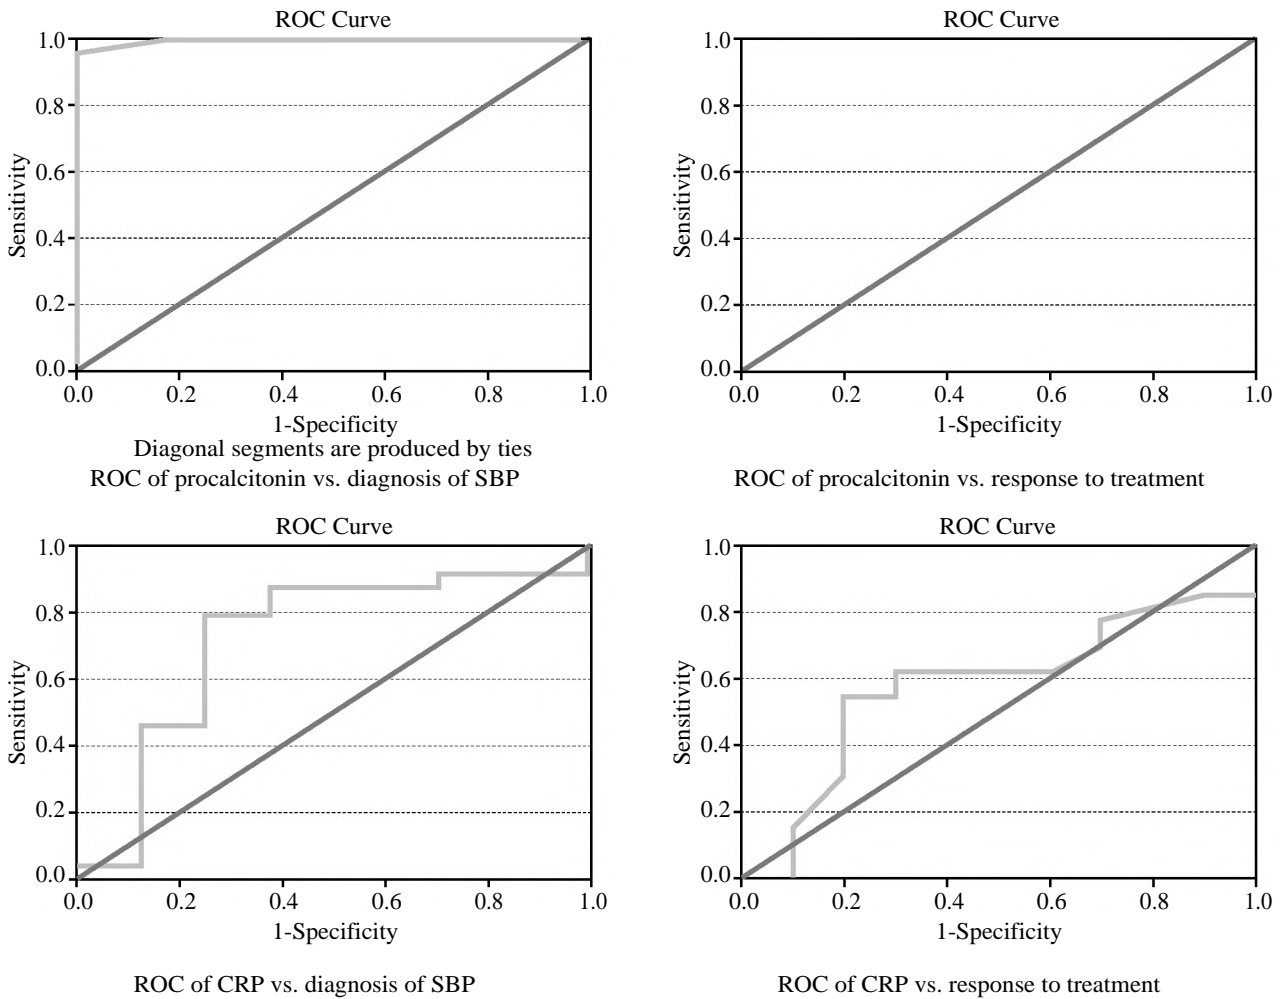 ROC Curve
1.0
0.8
0.6
0.4
0.2
0.0
Sensitivity
0.0 0.2 0.4 0.6 0.8 1.0
1-Specificity
Diagonal segments are produced by ties
ROC of procalcitonin vs. diagnosis of SBP
ROC Curve
1.0
0.8
0.6
0.4
0.2
0.0
Sensitivity
0.0 0.2 0.4 0.6 0.8 1.0
1-Specificity
ROC of procalcitonin vs. response to treatment
ROC Curve
1.0
0.8
0.6
0.4
0.2
0.0
Sensitivity
0.0 0.2 0.4 0.6 0.8 1.0
1-Specificity
ROC of CRP vs. diagnosis of SBP
ROC Curve
1.0
0.8
0.6
0.4
0.2
0.0
Sensitivity
0.0 0.2 0.4 0.6 0.8 1.0
1-Specificity
ROC of CRP vs. response to treatment